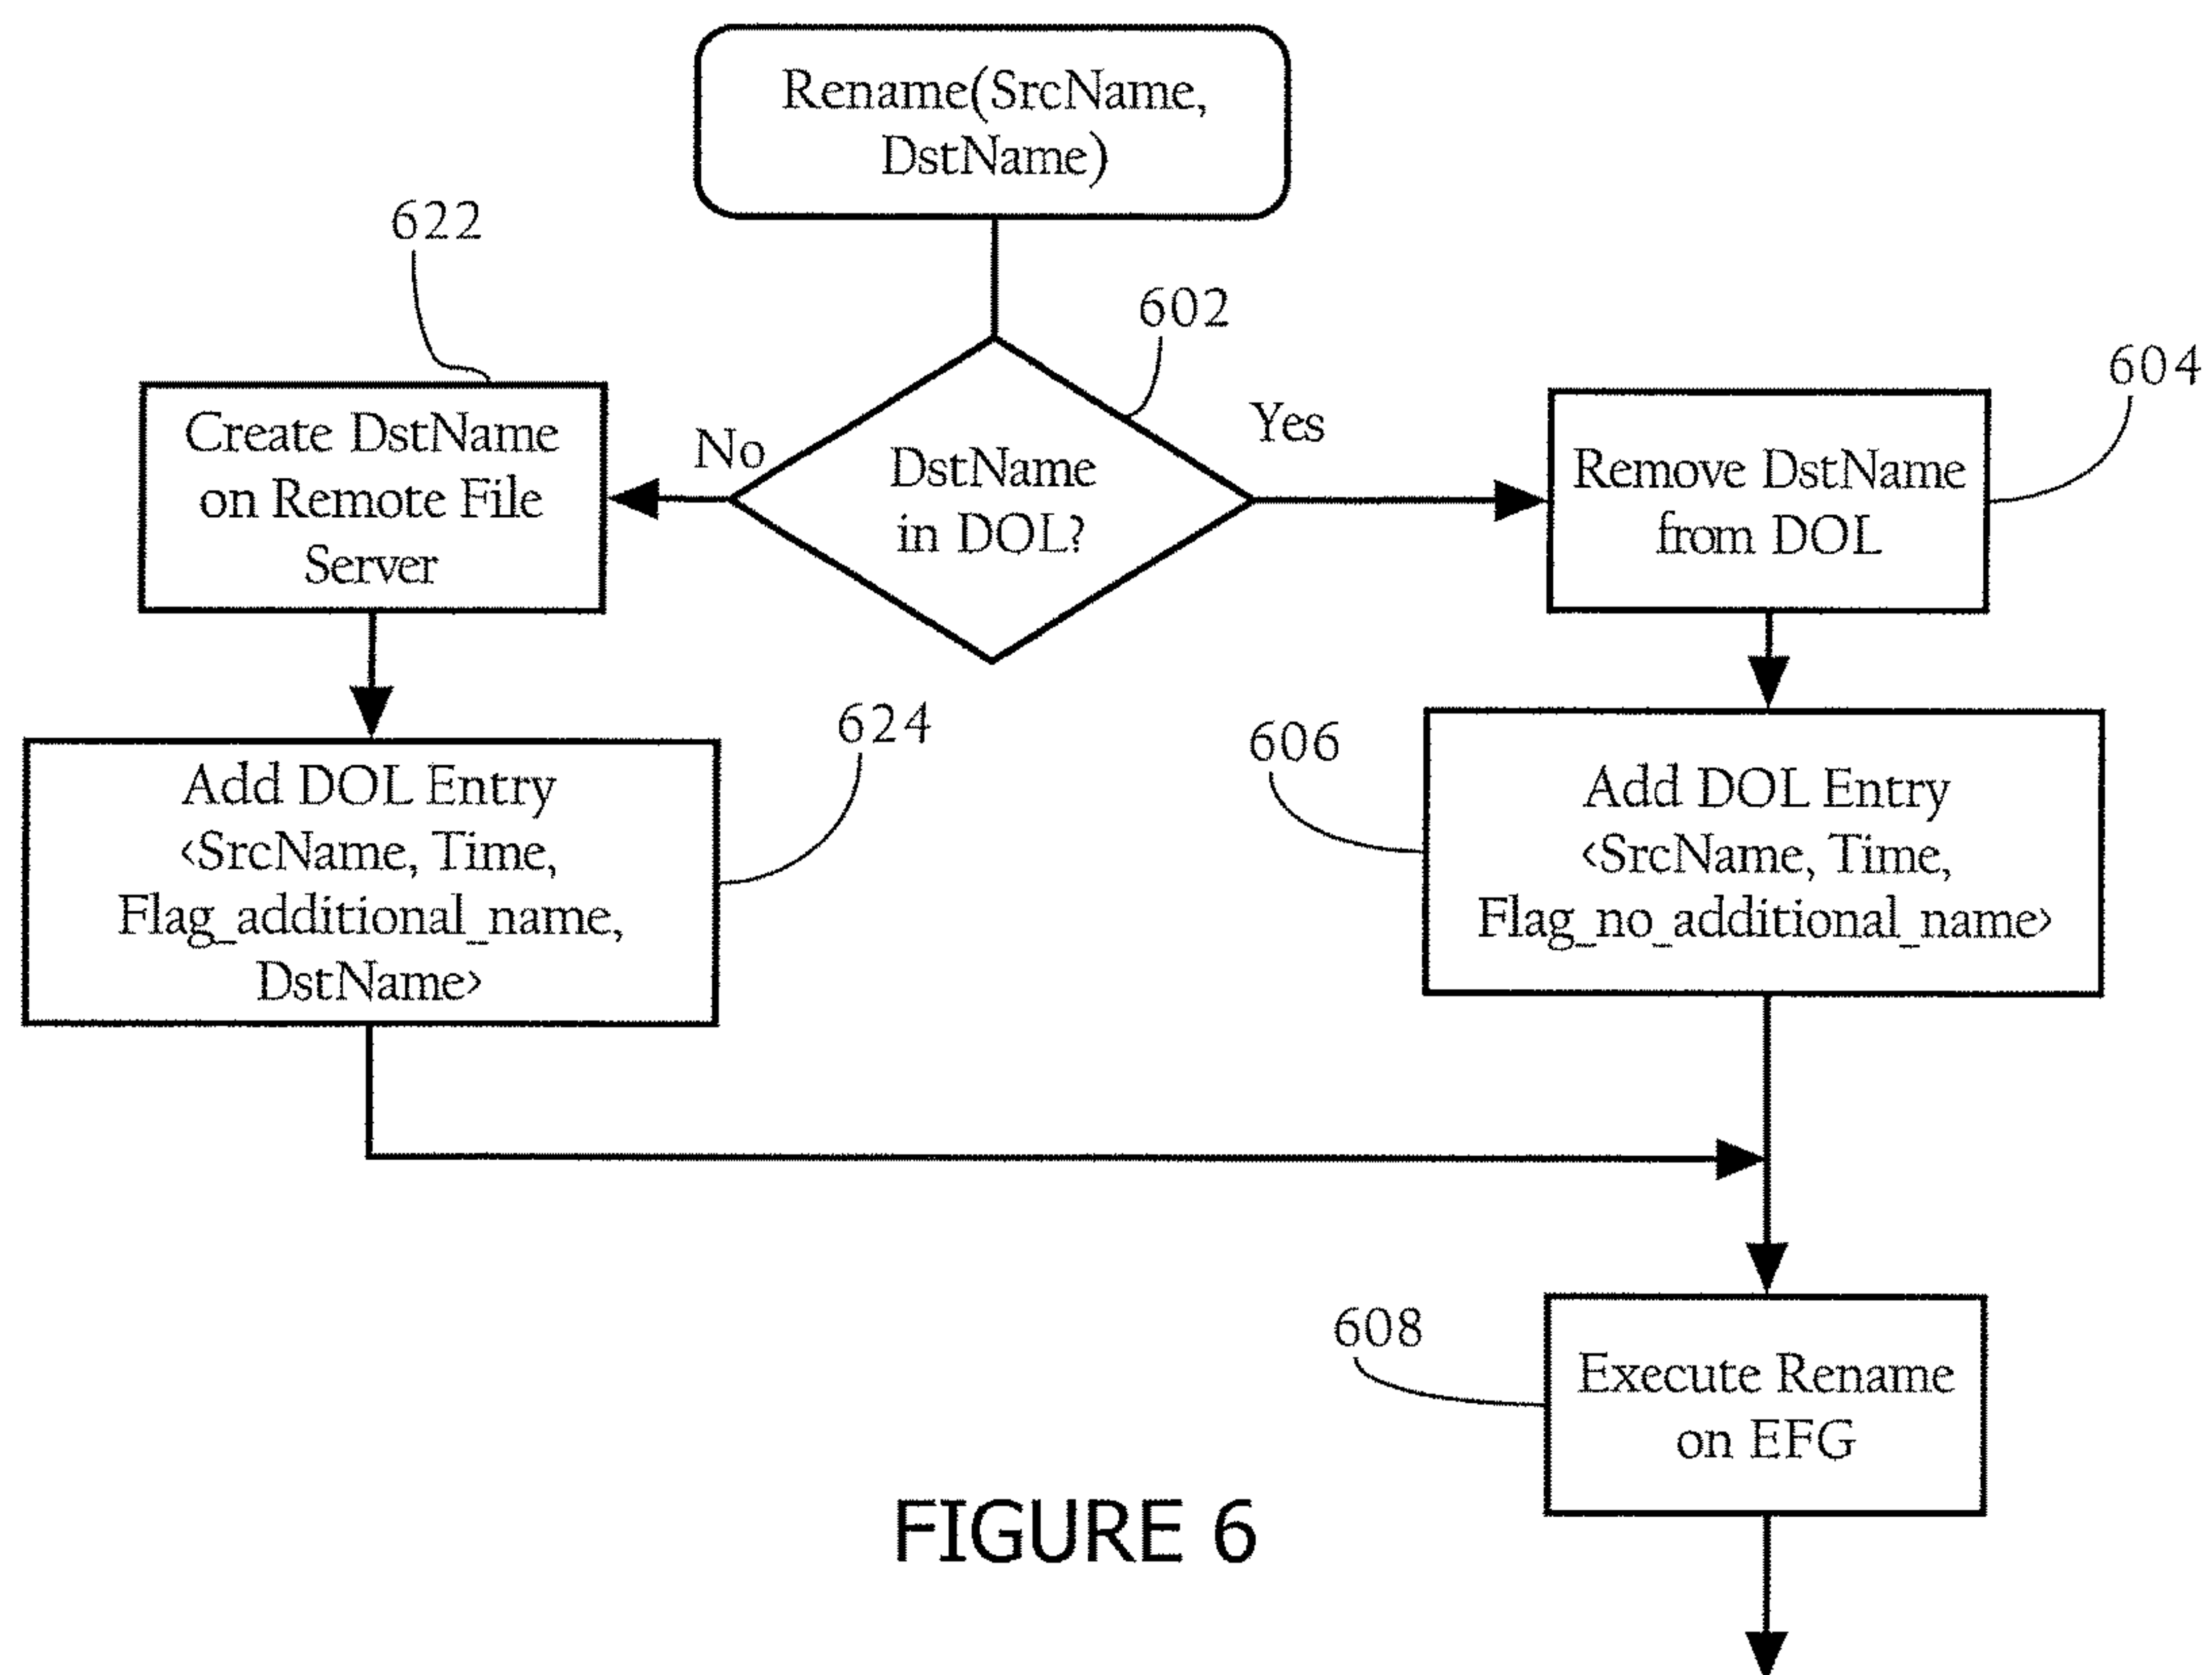 Rename(SrcName,
DstName)
622
602
604
Create DstName
on Remote File
Server
No
DstName
in DOL?
Yes
Remove DstName
from DOL
624
606
Add DOL Entry
‹SrcName, Time,
Flag_additional_name,
DstName›
Add DOL Entry
‹SrcName, Time,
Flag_no_additional_name›
608
Execute Rename
on EFG
FIGURE 6